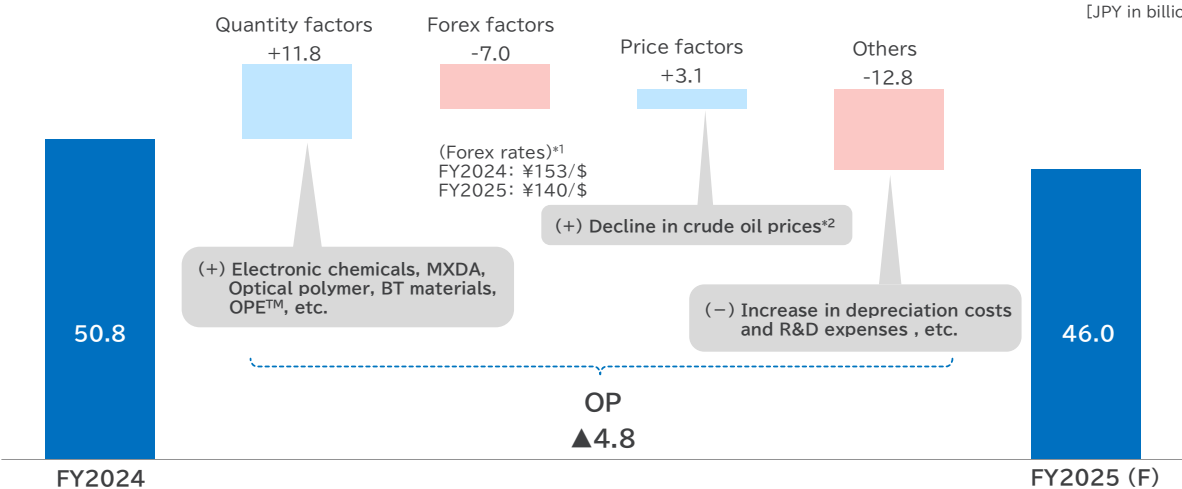 [JPY in billio
Quantity factors
+11.8
Forex factors
-7.0
Price factors
+3.1
Others
-12.8
(Forex rates)*1
FY2024: ¥153/$
FY2025: ¥140/$
(+) Decline in crude oil prices*2
(+) Electronic chemicals, MXDA,
Optical polymer, BT materials,
OPE™, etc.
(−) Increase in depreciation costs
and R&D expenses , etc.
50.8
46.0
OP
▲4.8
FY2024
FY2025 (F)